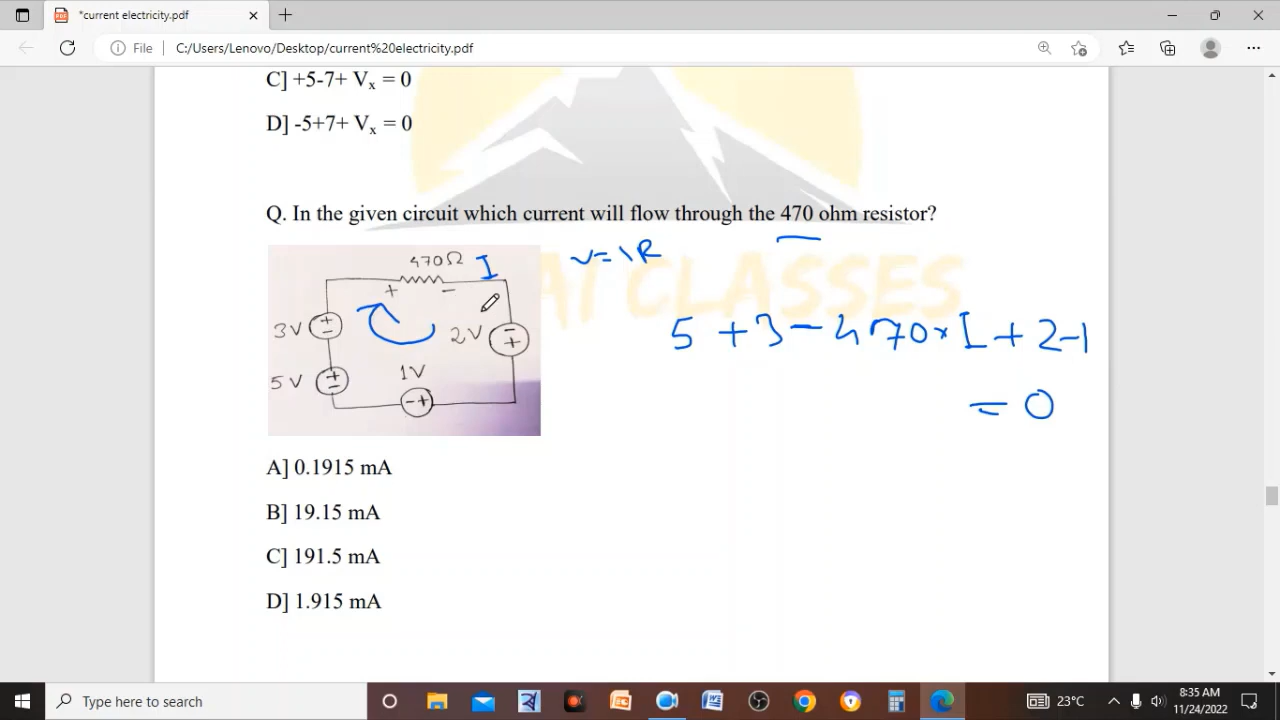 *current electricity.pdf
File
C:/Users/Lenovo/Desktop/current%20electricity.pdf
C] +5-7+ Vx = 0
D] -5+7+ Vx = 0
Q. In the given circuit which current will flow through the 470 ohm resistor?
470Ω
I
V=IR
+
−
3V
+
−
2V
−
+
5V
+
−
1V
-+
5 +3-470×I+2-1
=0
AI CLASSES
A] 0.1915 mA
B] 19.15 mA
C] 191.5 mA
D] 1.915 mA
Type here to search
23°C
8:35 AM
11/24/2022